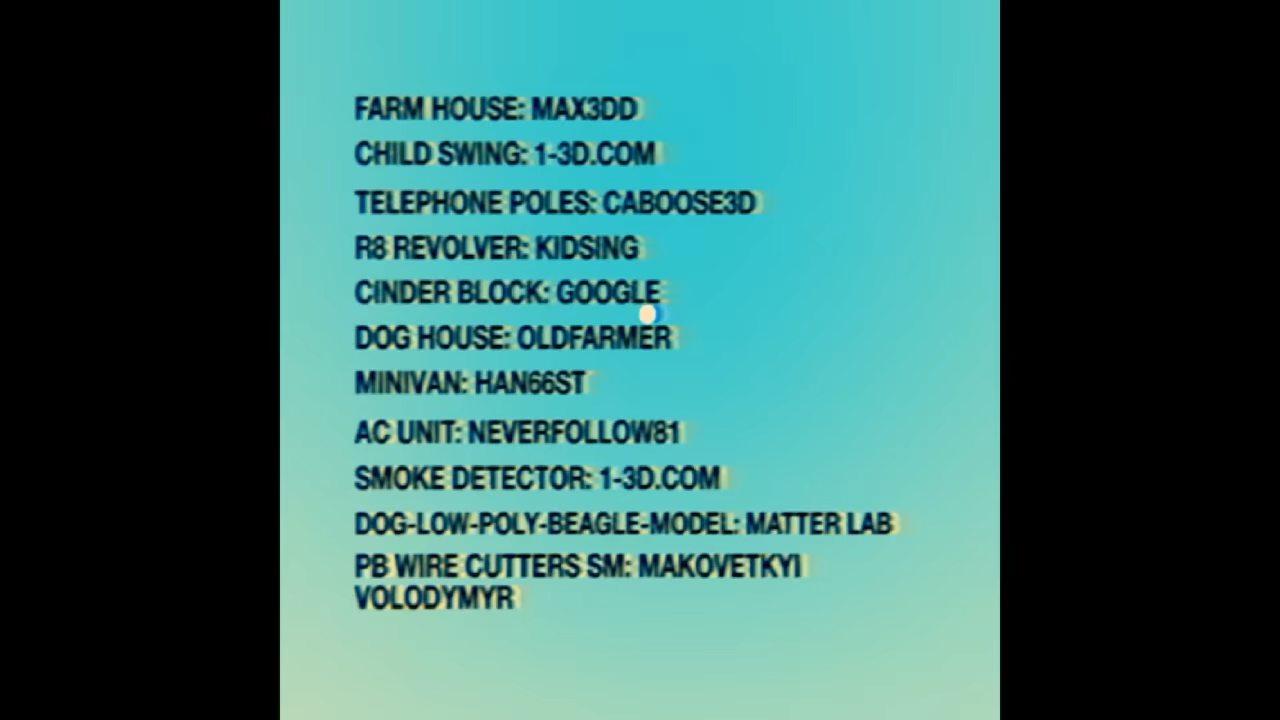 FARM HOUSE: MAX3DD
CHILD SWING: 1-3D.COM
TELEPHONE POLES: CABOOSE3D
R8 REVOLVER: KIDSING
CINDER BLOCK: GOOGLE
DOG HOUSE: OLDFARMER
MINIVAN: HAN66ST
AC UNIT: NEVERFOLLOW81
SMOKE DETECTOR: 1-3D.COM
DOG-LOW-POLY-BEAGLE-MODEL: MATTER LAB
PB WIRE CUTTERS SM: MAKOVETKYI
VOLODYMYR